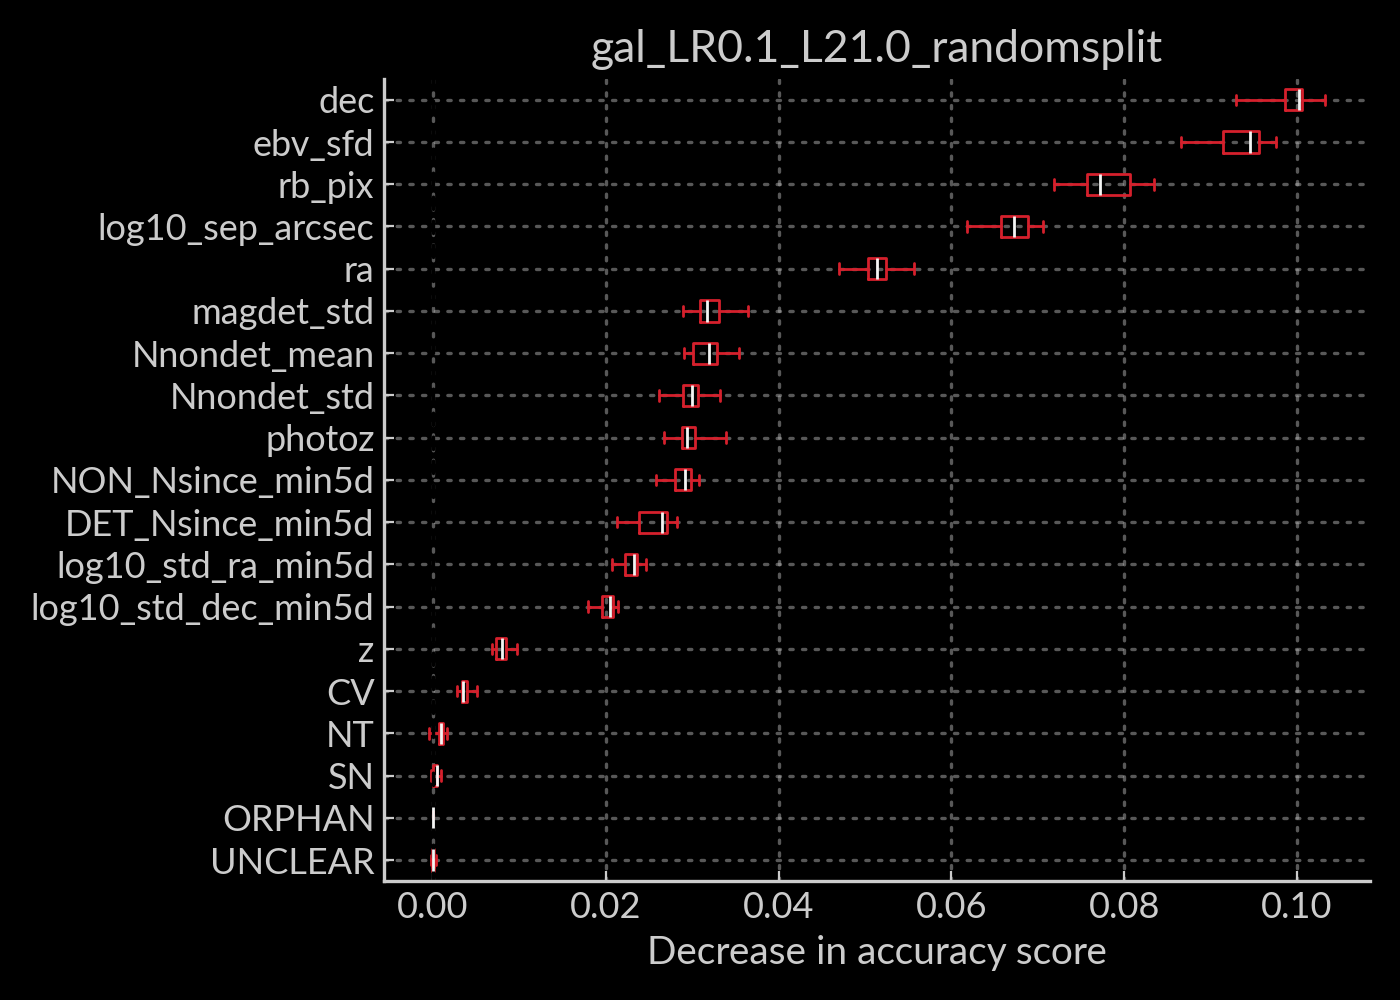 gal_LR0.1_L21.0_randomsplit
dec
ebv_sfd
rb_pix
log10_sep_arcsec
ra
magdet_std
Nnondet_mean
Nnondet_std
photoz
NON_Nsince_min5d
DET_Nsince_min5d
log10_std_ra_min5d
log10_std_dec_min5d
z
CV
NT
SN
ORPHAN
UNCLEAR
0.00 0.02 0.04 0.06 0.08 0.10
Decrease in accuracy score